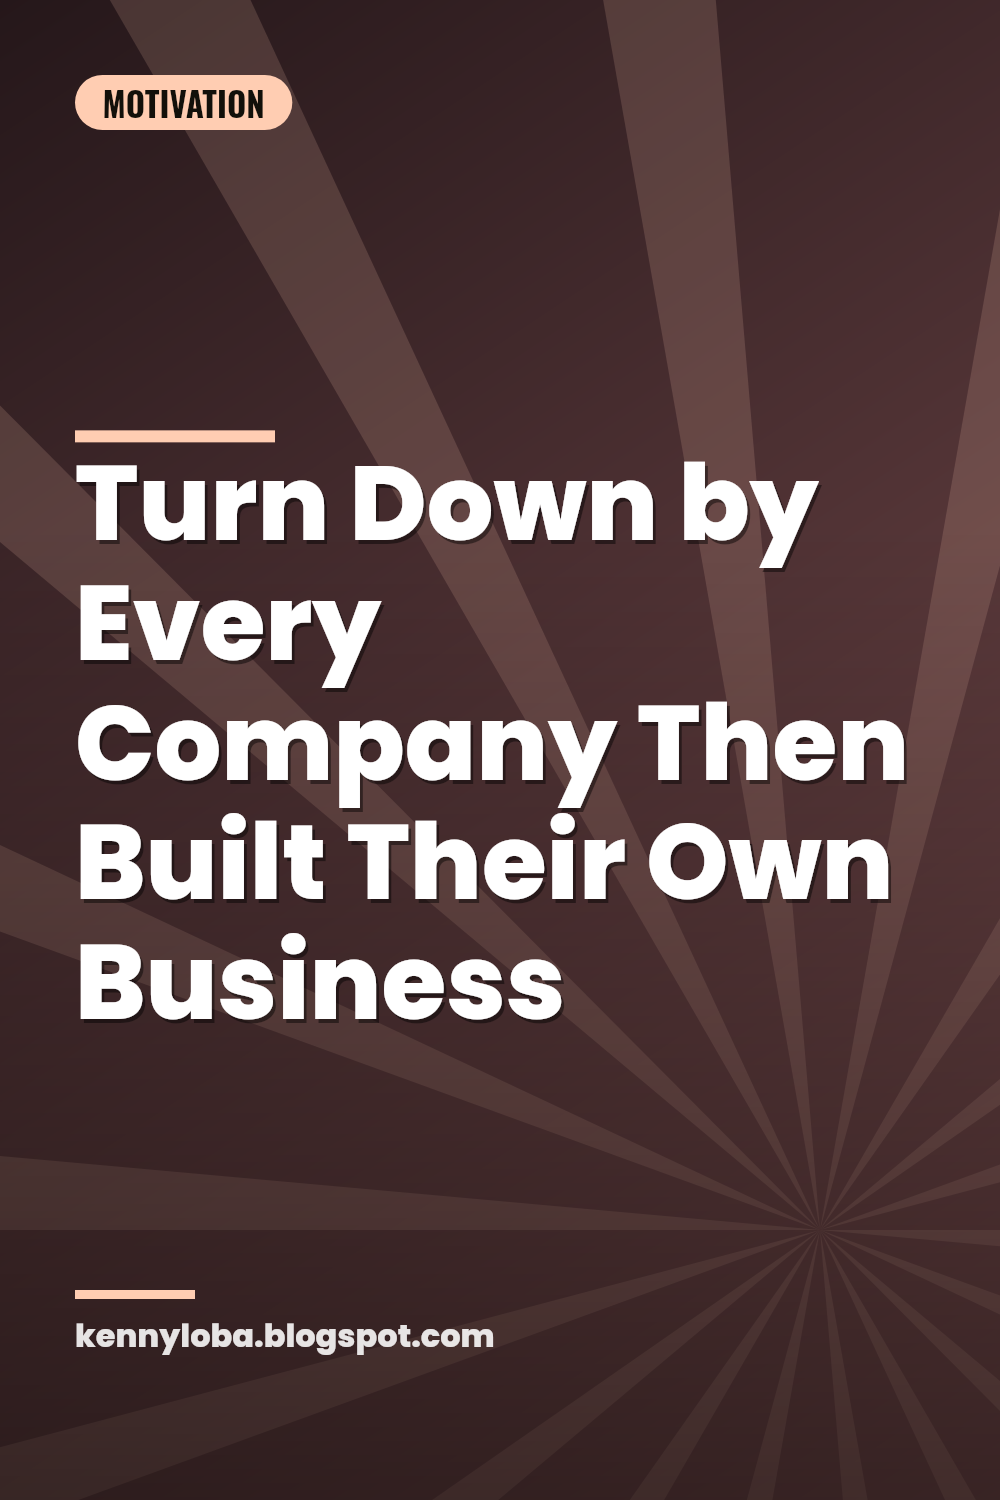 MOTIVATION
Turn Down by
Every
Company Then
Built Their Own
Business
kennyloba.blogspot.com